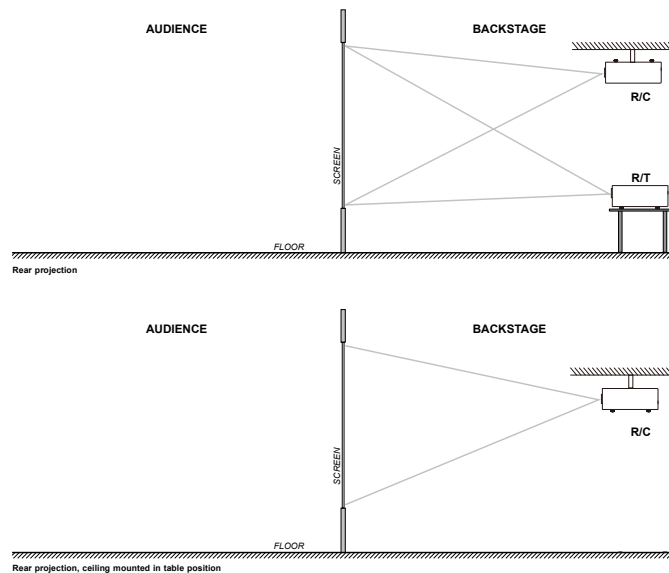 AUDIENCE BACKSTAGE
R/C
R/T
SCREEN
FLOOR
Rear projection
AUDIENCE BACKSTAGE
R/C
SCREEN
FLOOR
Rear projection, ceiling mounted in table position